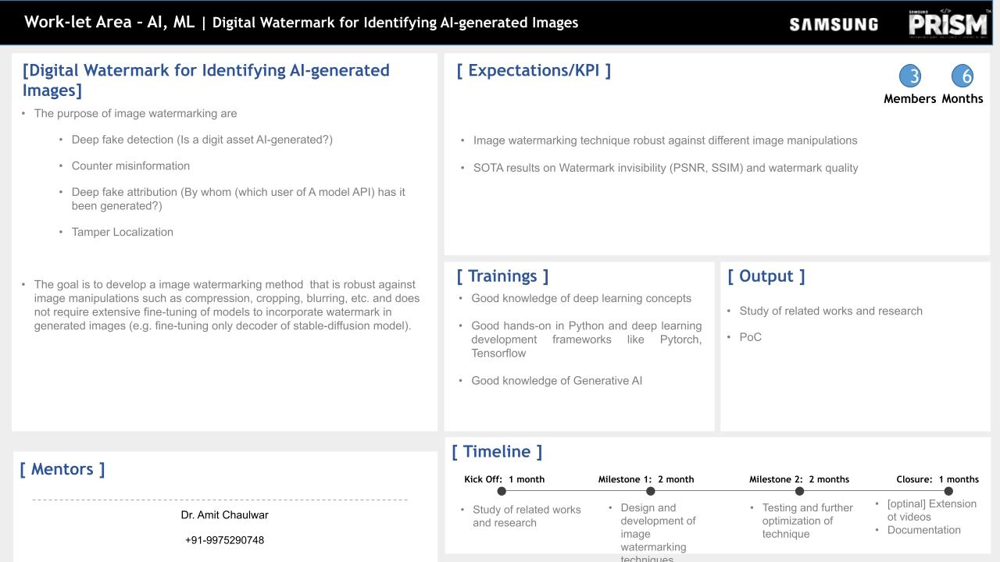 Work-let Area – AI, ML | Digital Watermark for Identifying AI-generated Images
SAMSUNG
SAMSUNG
</>
PRISM
TM
[Digital Watermark for Identifying AI-generated
Images]
• The purpose of image watermarking are
• Deep fake detection (Is a digit asset AI-generated?)
• Counter misinformation
• Deep fake attribution (By whom (which user of A model API) has it
been generated?)
• Tamper Localization
• The goal is to develop a image watermarking method that is robust against
image manipulations such as compression, cropping, blurring, etc. and does
not require extensive fine-tuning of models to incorporate watermark in
generated images (e.g. fine-tuning only decoder of stable-diffusion model).
[ Expectations/KPI ]
3 6
Members Months
• Image watermarking technique robust against different image manipulations
• SOTA results on Watermark invisibility (PSNR, SSIM) and watermark quality
[ Trainings ]
• Good knowledge of deep learning concepts
• Good hands-on in Python and deep learning
development frameworks like Pytorch,
Tensorflow
• Good knowledge of Generative AI
[ Output ]
• Study of related works and research
• PoC
[ Mentors ]
Dr. Amit Chaulwar
+91-9975290748
[ Timeline ]
Kick Off: 1 month
• Study of related works
and research
Milestone 1: 2 month
• Design and
development of
image
watermarking
techniques
Milestone 2: 2 months
• Testing and further
optimization of
technique
Closure: 1 months
• [optinal] Extension
ot videos
• Documentation